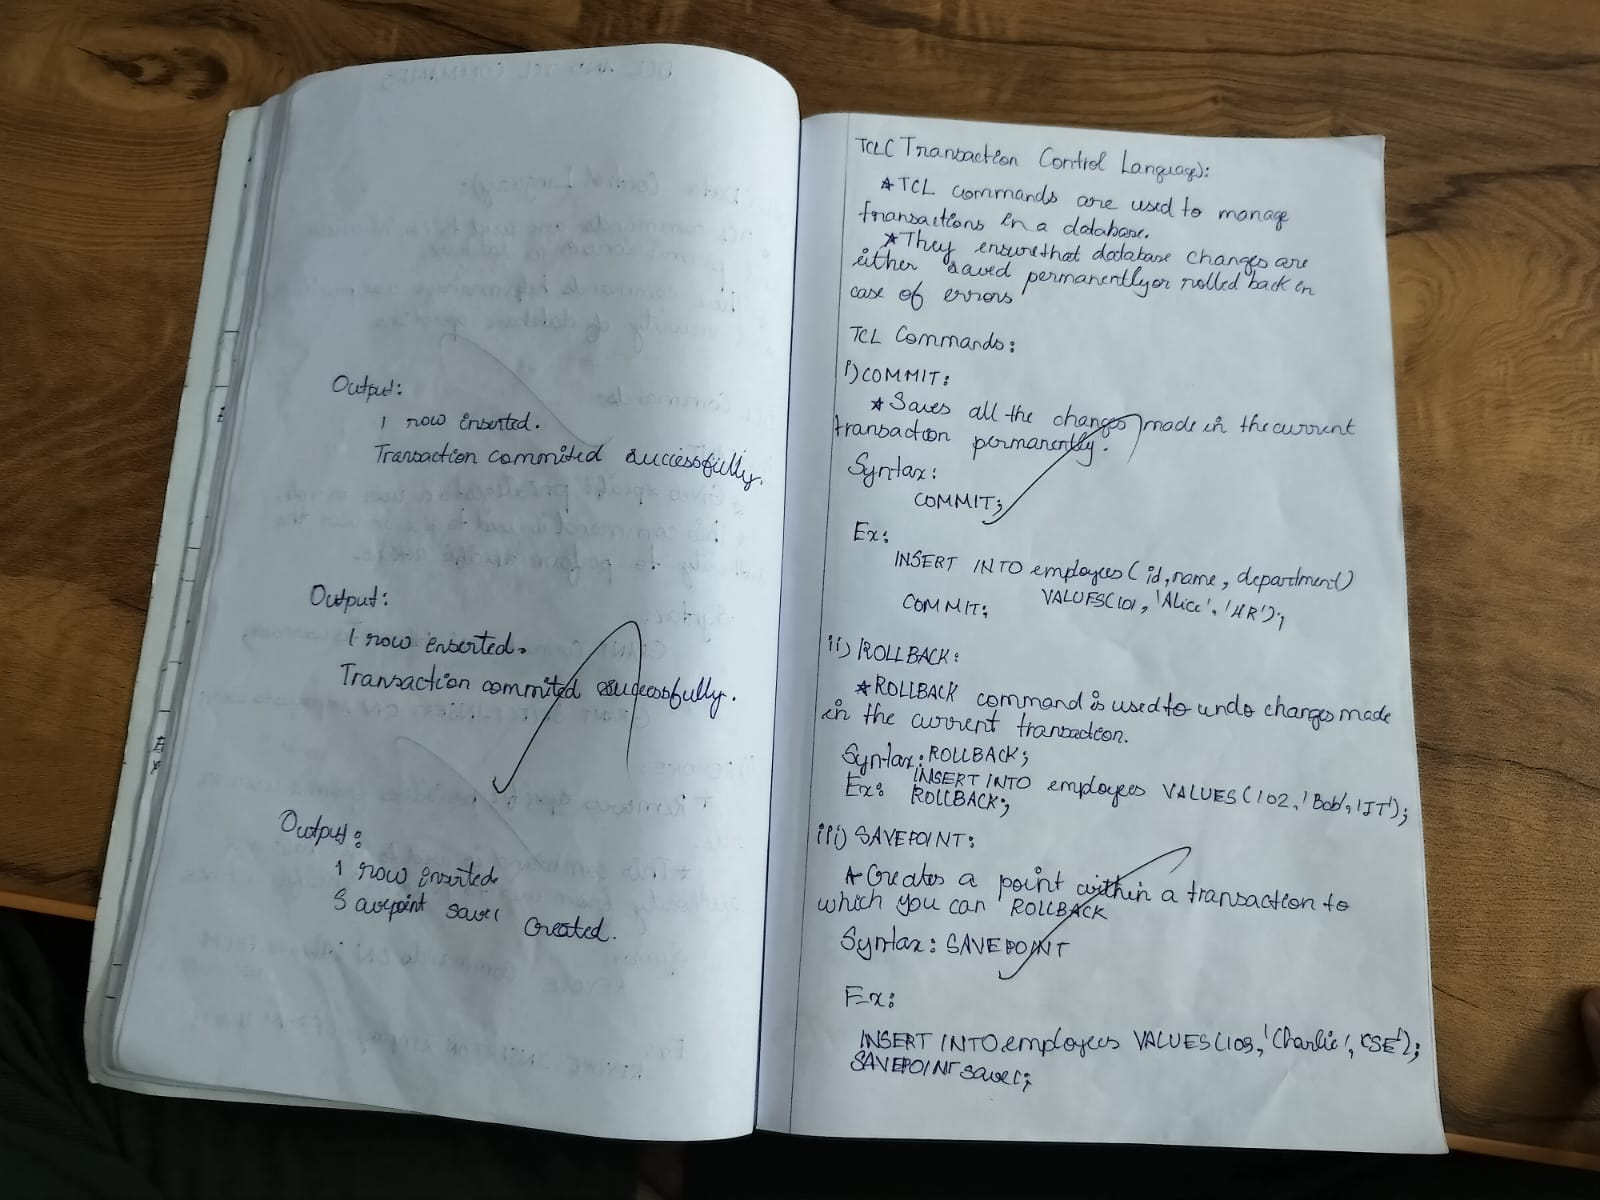 Output:
1 row inserted.
Transaction commited successfully.
Output:
1 row inserted.
Transaction commited successfully.
Output:
1 row inserted
Savepoint save1 created.
TCL(Transaction Control Language):
*TCL commands are used to manage
transactions in a database.
*They ensure that database changes are
either saved permanently or rolled back in
case of errors
TCL Commands:
i) COMMIT:
*Saves all the changes made in the current
transaction permanently.
Syntax:
COMMIT;
Ex:
INSERT INTO employees(id,name, department)
VALUES(101, 'Alice', 'HR');
COMMIT;
ii) ROLLBACK:
*ROLLBACK command is used to undo changes made
in the current transaction.
Syntax: ROLLBACK;
Ex: INSERT INTO employees VALUES(102,'Bob','IT');
ROLLBACK;
iii) SAVEPOINT:
*Creates a point within a transaction to
which you can ROLLBACK
Syntax: SAVEPOINT
Ex:
INSERT INTO employees VALUES(103,'Charlie','CSE');
SAVEPOINT save1;